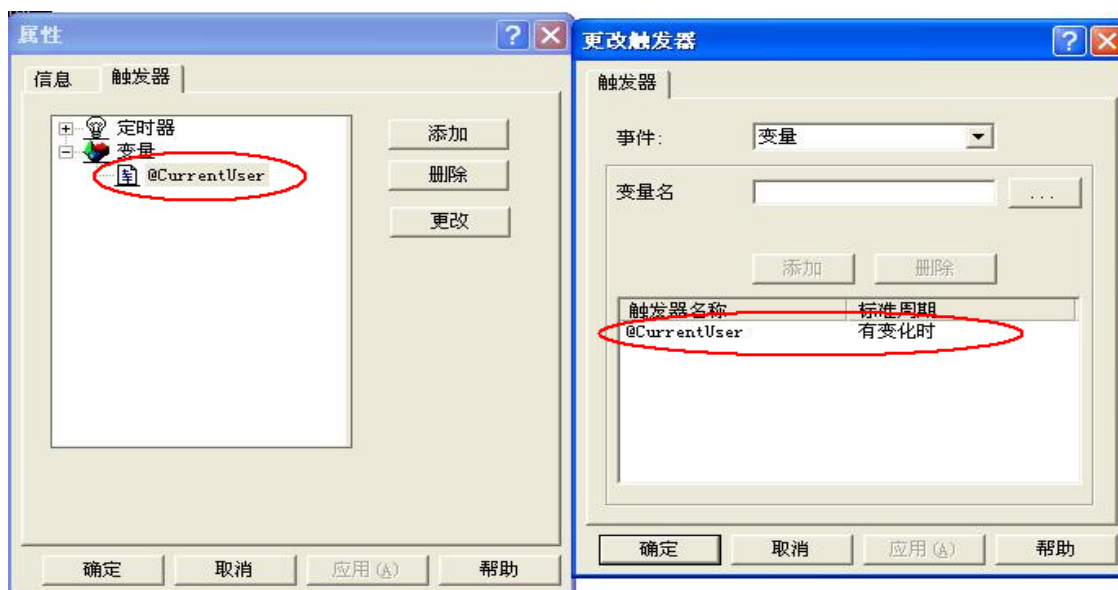 属性
信息
触发器
定时器
变量
@CurrentUser
添加
删除
更改
确定
取消
应用(A)
帮助
更改触发器
触发器
事件:
变量
变量名
...
添加
删除
触发器名称
标准周期
@CurrentUser
有变化时
确定
取消
应用(A)
帮助